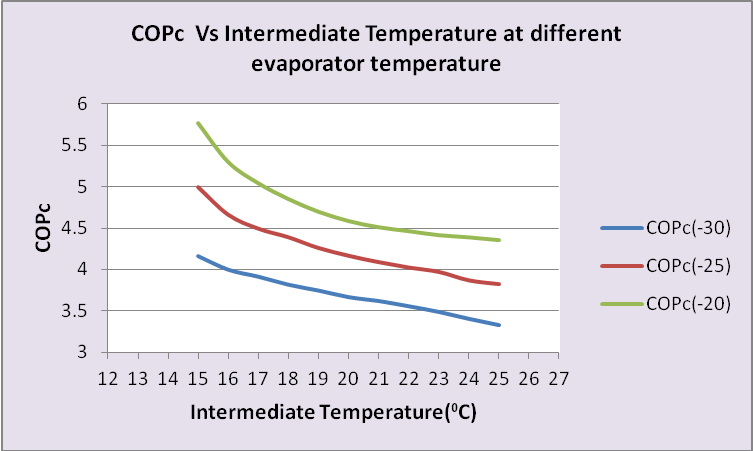 COPc  Vs Intermediate Temperature at different
evaporator temperature
6
5.5
5
4.5
4
3.5
3
COPc
12 13 14 15 16 17 18 19 20 21 22 23 24 25 26 27
Intermediate Temperature(⁰C)
COPc(-30)
COPc(-25)
COPc(-20)